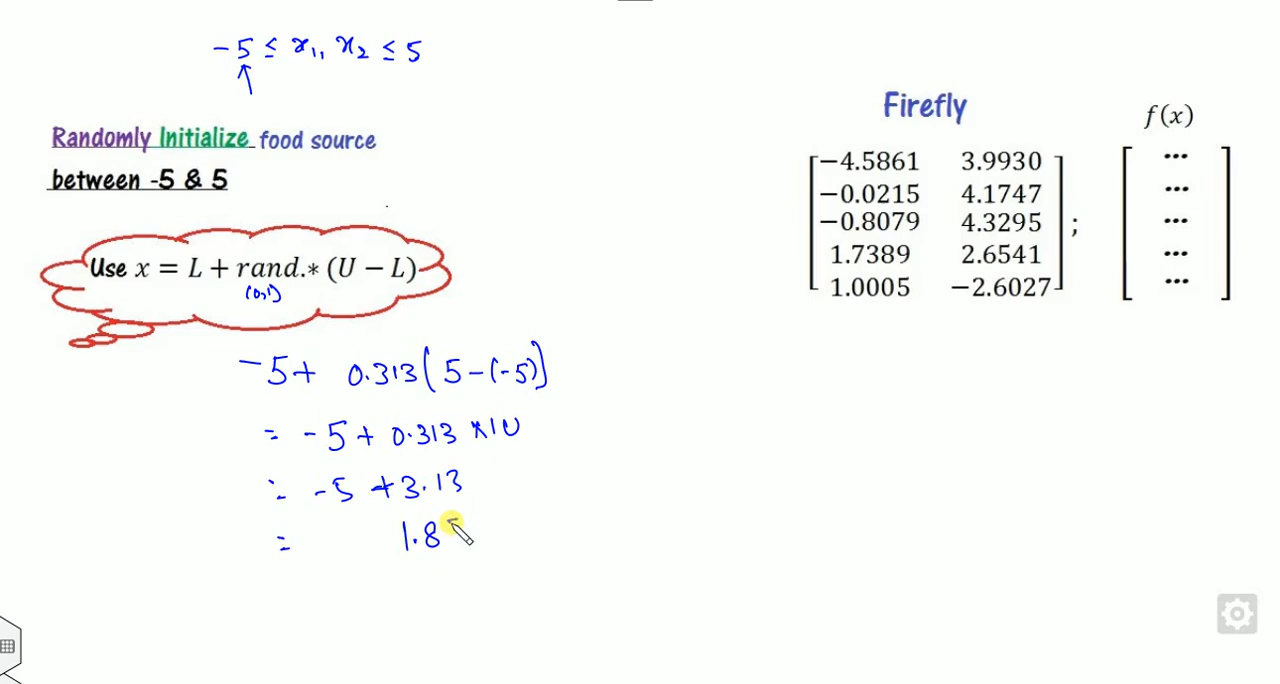 -5 ≤ x₁, x₂ ≤ 5
Randomly Initialize food source
between -5 & 5
Use x = L + rand.* (U − L)
(0,1)
-5 + 0.313 (5-(-5))
= -5 + 0.313 ×10
= -5 + 3.13
= 1.8
Firefly
f(x)
−4.5861 3.9930 ...
−0.0215 4.1747 ...
−0.8079 4.3295 ; ...
1.7389 2.6541 ...
1.0005 −2.6027 ...